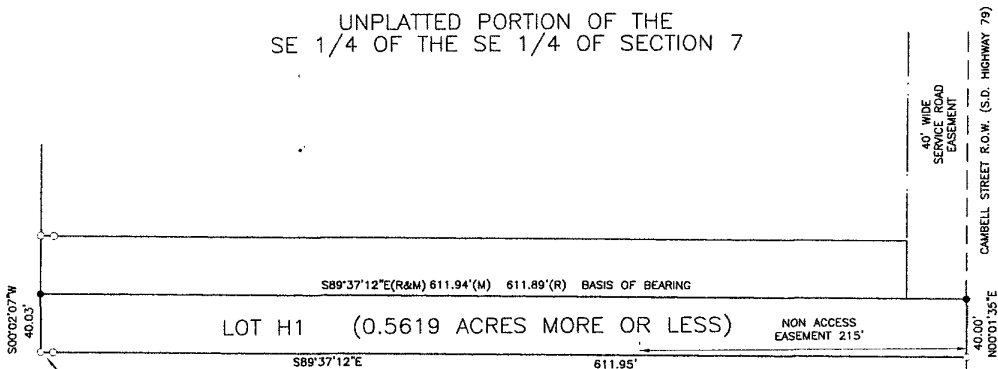 UNPLATTED PORTION OF THE
SE 1/4 OF THE SE 1/4 OF SECTION 7
40' WIDE
SERVICE ROAD
EASEMENT
CAMBELL STREET R.O.W. (S.D. HIGHWAY 79)
S89°37'12"E(R&M) 611.94'(M) 611.89'(R) BASIS OF BEARING
S00°02'07"W
40.03'
LOT H1 (0.5619 ACRES MORE OR LESS)
NON ACCESS
EASEMENT 215'
40.00'
N00°01'35"E
S89°37'12"E 611.95'